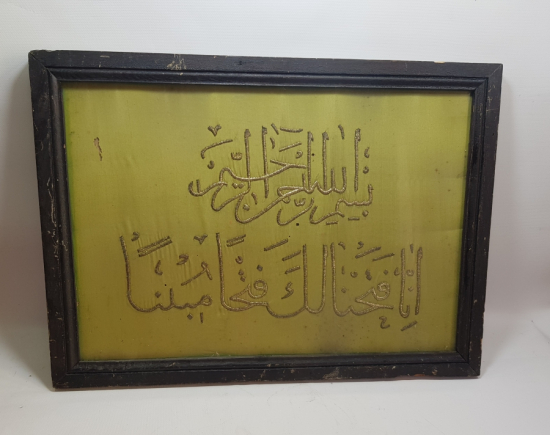 بسم الله الرحمن الرحيم
انا فتحنا لك فتحا مبينا